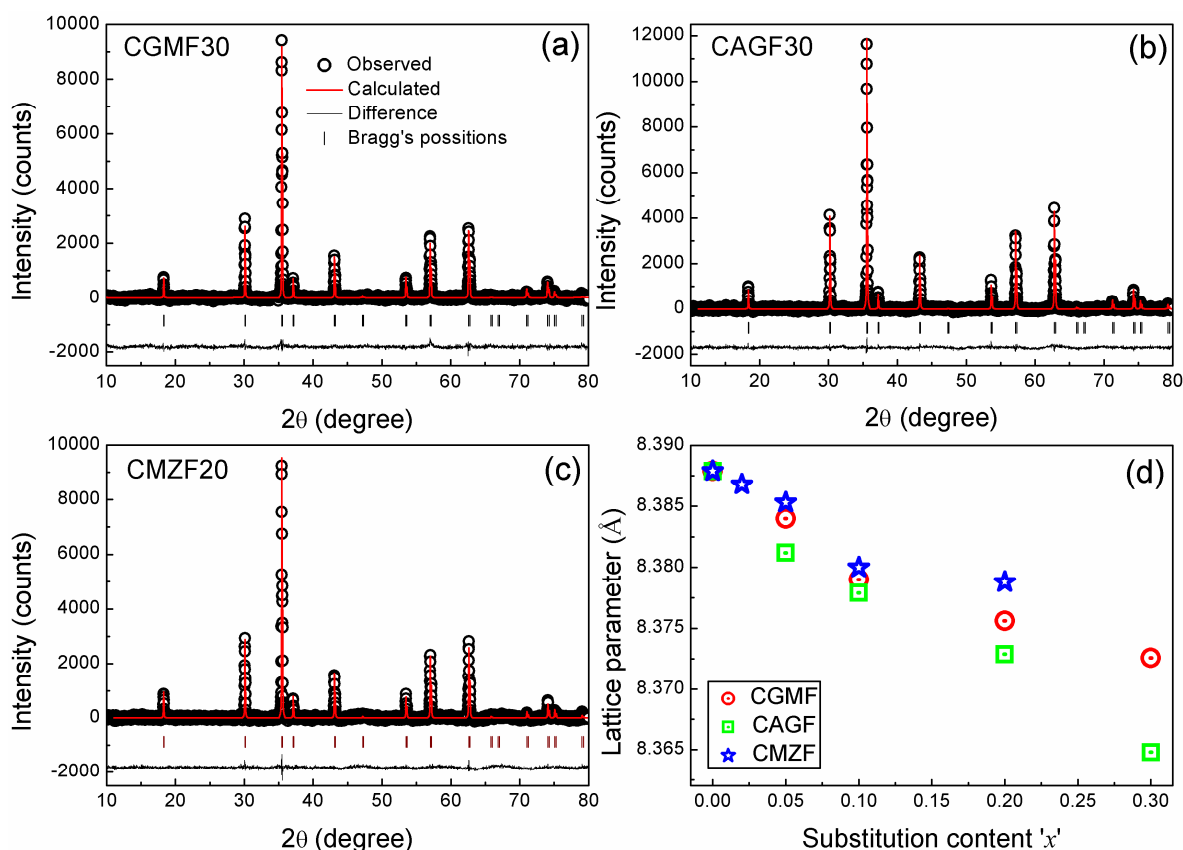 CGMF30
(a)
Observed
Calculated
Difference
Bragg's possitions
Intensity (counts)
10000
8000
6000
4000
2000
0
-2000
10 20 30 40 50 60 70 80
2θ (degree)
CAGF30
(b)
Intensity (counts)
12000
10000
8000
6000
4000
2000
0
-2000
10 20 30 40 50 60 70 80
2θ (degree)
CMZF20
(c)
Intensity (counts)
10000
8000
6000
4000
2000
0
-2000
10 20 30 40 50 60 70 80
2θ (degree)
(d)
Lattice parameter (Å)
8.390
8.385
8.380
8.375
8.370
8.365
CGMF
CAGF
CMZF
0.00 0.05 0.10 0.15 0.20 0.25 0.30
Substitution content 'x'